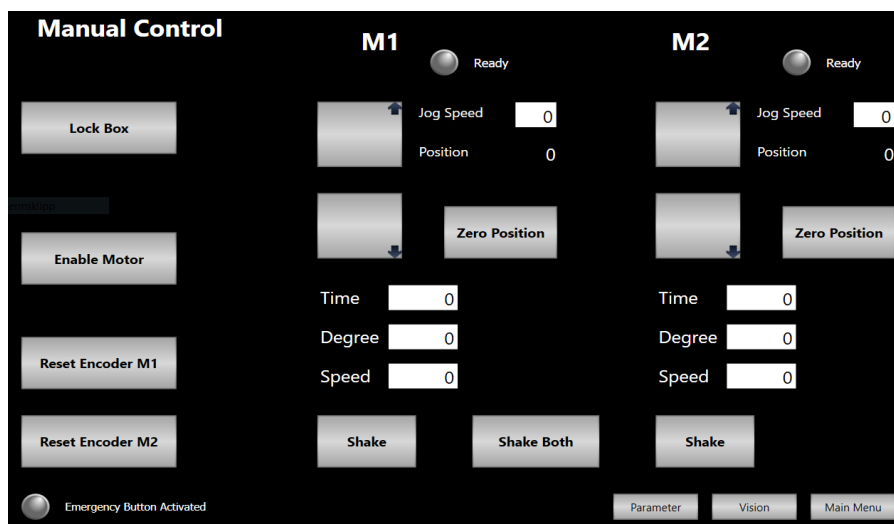 Manual Control
M1
M2
Ready
Ready
Lock Box
Jog Speed 0
Jog Speed 0
Position 0
Position 0
Enable Motor
Zero Position
Zero Position
Time 0
Time 0
Degree 0
Degree 0
Reset Encoder M1
Speed 0
Speed 0
Reset Encoder M2
Shake
Shake Both
Shake
Emergency Button Activated
Parameter
Vision
Main Menu